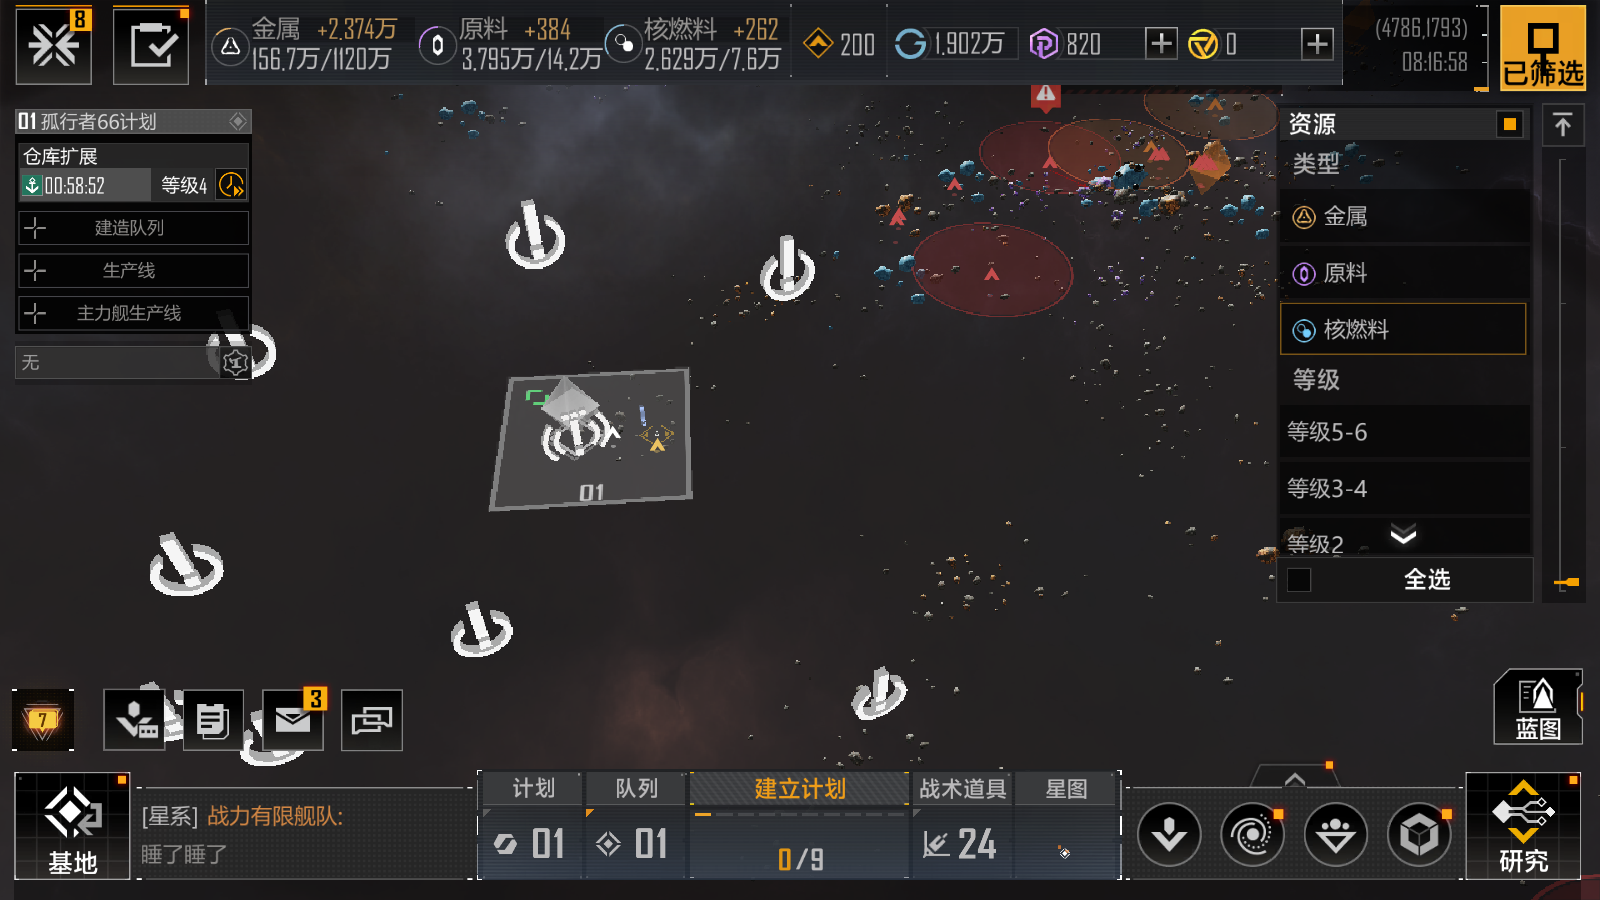 8
金属 +2.374万
156.7万/1120万
原料 +384
3.795万/14.2万
核燃料 +262
2.629万/7.6万
200
1.902万
820
0
(4786,1793)
08:16:58
已筛选
01 孤行者66计划
仓库扩展
00:58:52 等级4
建造队列
生产线
主力舰生产线
无
01
资源
类型
金属
原料
核燃料
等级
等级5-6
等级3-4
等级2
全选
蓝图
7
3
基地
[星系] 战力有限舰队:
睡了睡了
计划
01
队列
01
建立计划
0/9
战术道具
24
星图
研究